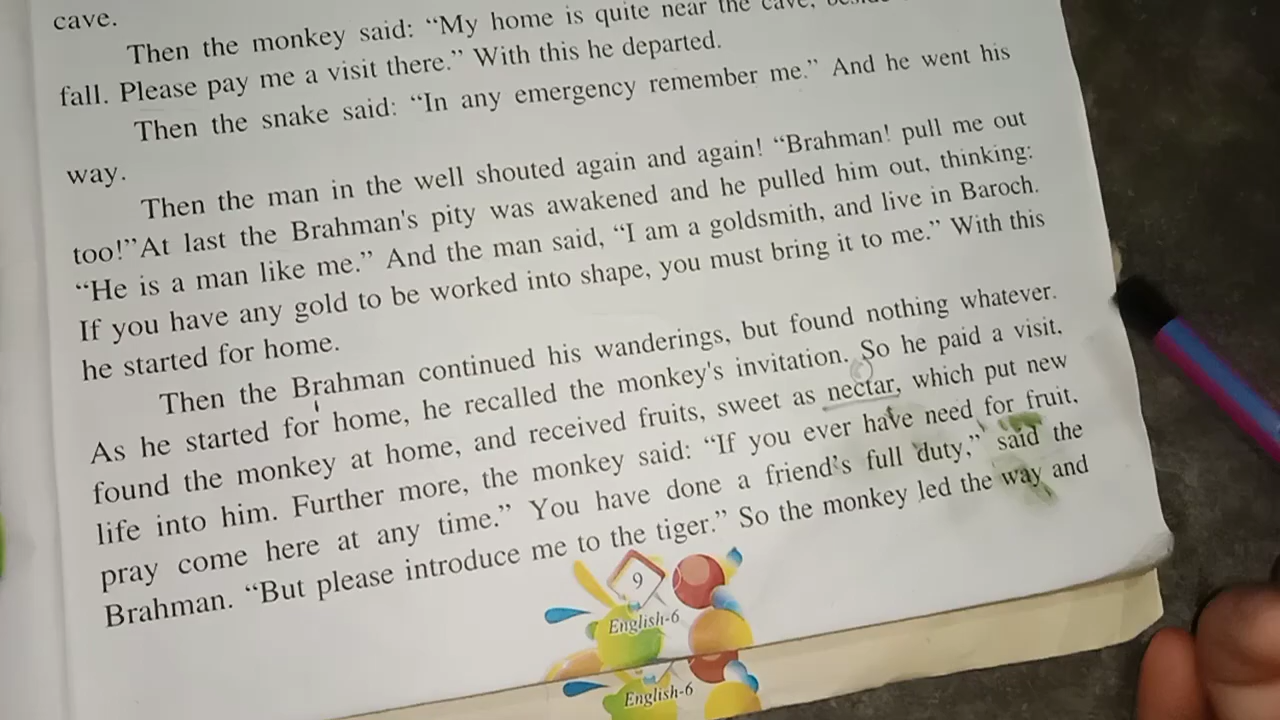 cave.
Then the monkey said: “My home is quite near the cave,
fall. Please pay me a visit there.” With this he departed.
Then the snake said: “In any emergency remember me.” And he went his
way.
Then the man in the well shouted again and again! “Brahman! pull me out
too!”At last the Brahman's pity was awakened and he pulled him out, thinking:
“He is a man like me.” And the man said, “I am a goldsmith, and live in Baroch.
If you have any gold to be worked into shape, you must bring it to me.” With this
he started for home.
Then the Brahman continued his wanderings, but found nothing whatever.
As he started for home, he recalled the monkey's invitation. So he paid a visit,
found the monkey at home, and received fruits, sweet as nectar, which put new
life into him. Further more, the monkey said: “If you ever have need for fruit,
pray come here at any time.” You have done a friend's full duty,” said the
Brahman. “But please introduce me to the tiger.” So the monkey led the way and
9
English-6
English-6